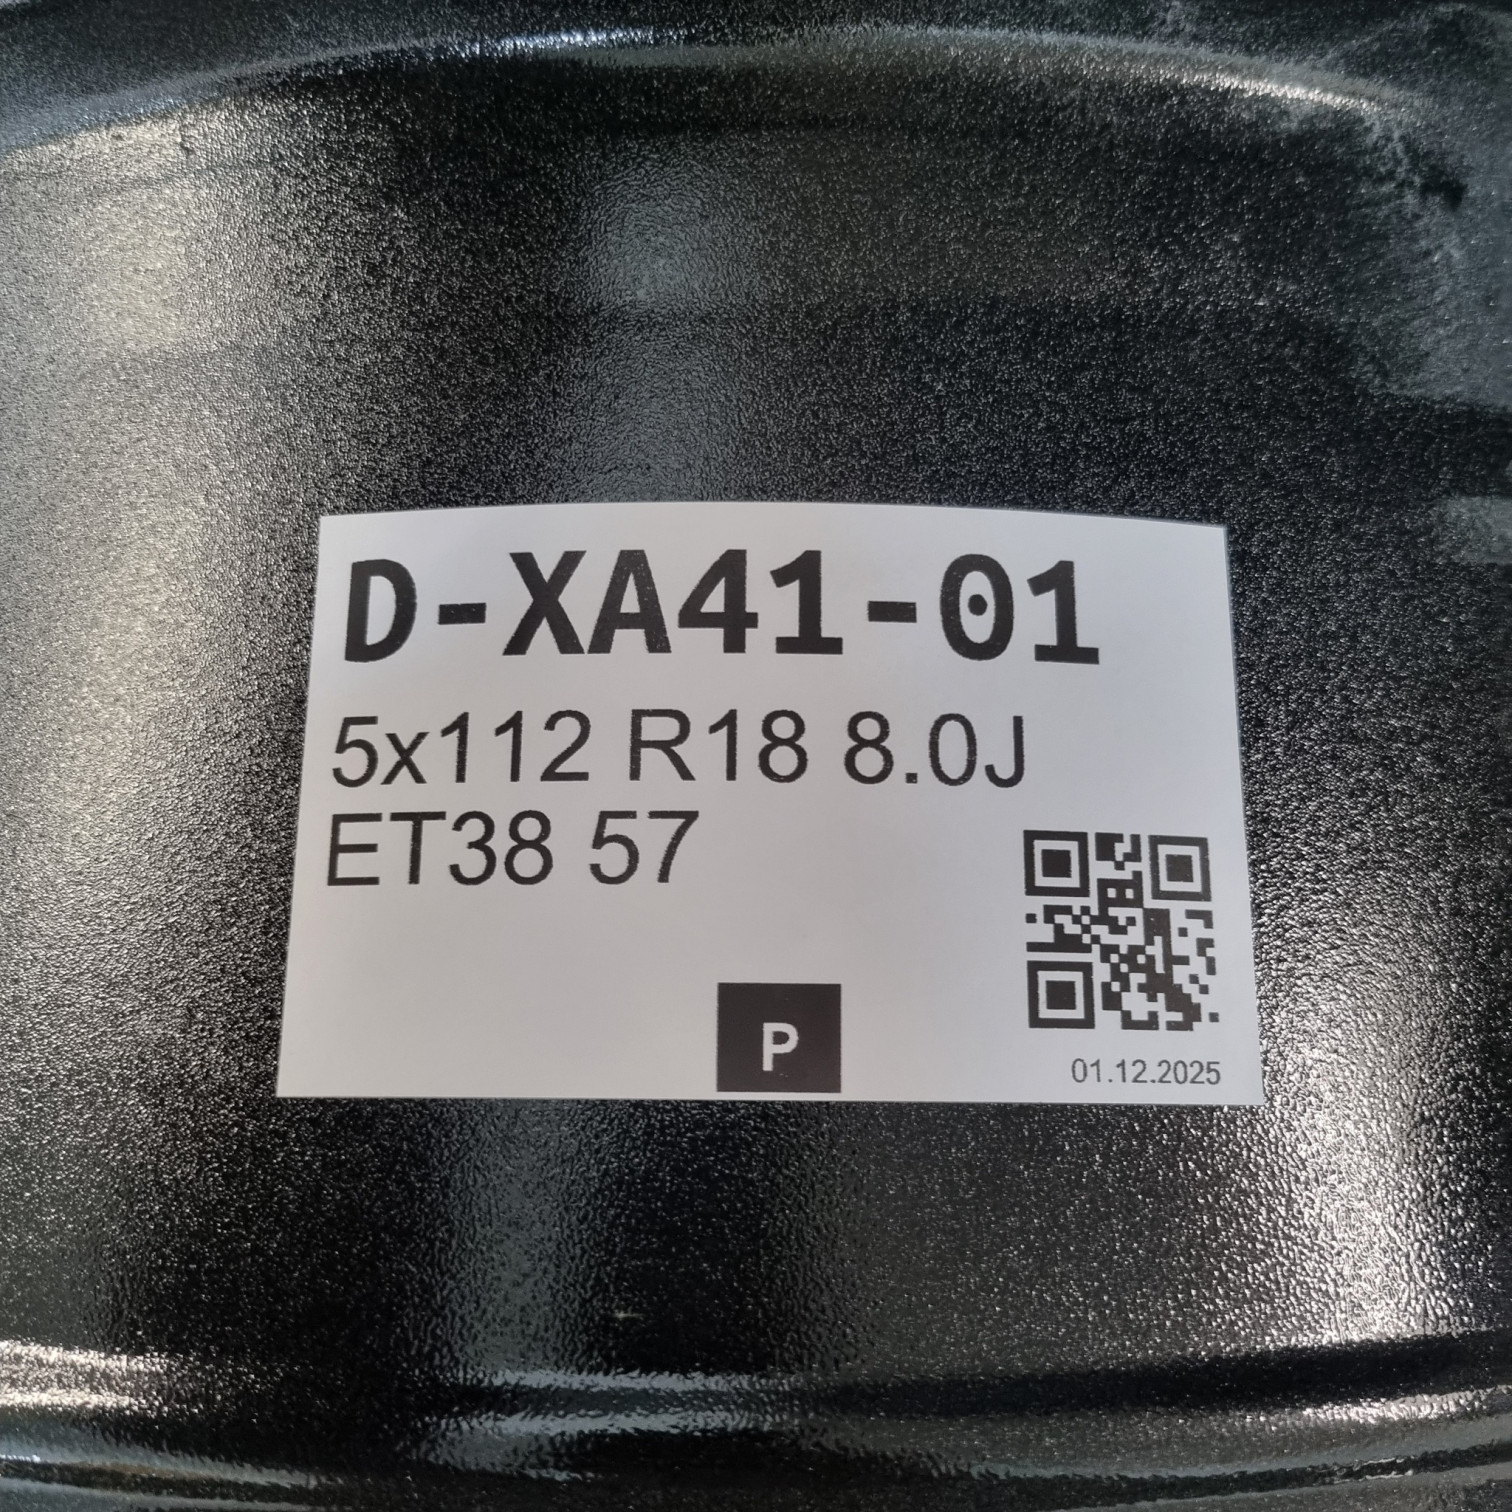 D-XA41-01
5x112 R18 8.0J
ET38 57
P
01.12.2025